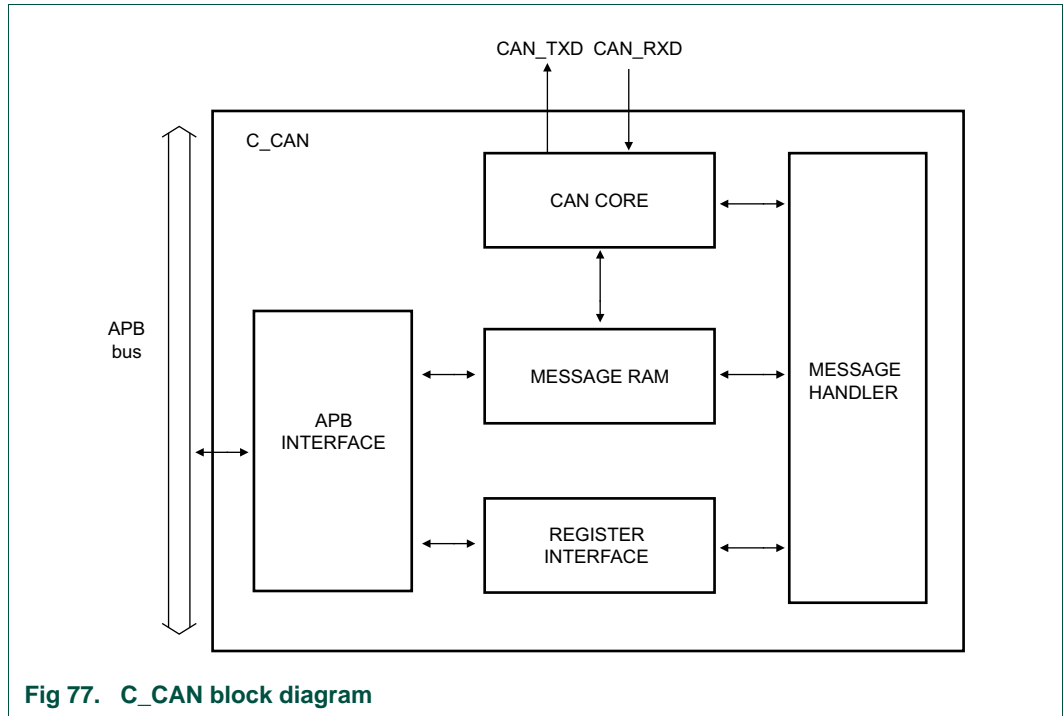 CAN_TXD CAN_RXD
C_CAN
CAN CORE
APB
bus
MESSAGE RAM
MESSAGE
HANDLER
APB
INTERFACE
REGISTER
INTERFACE
Fig 77. C_CAN block diagram